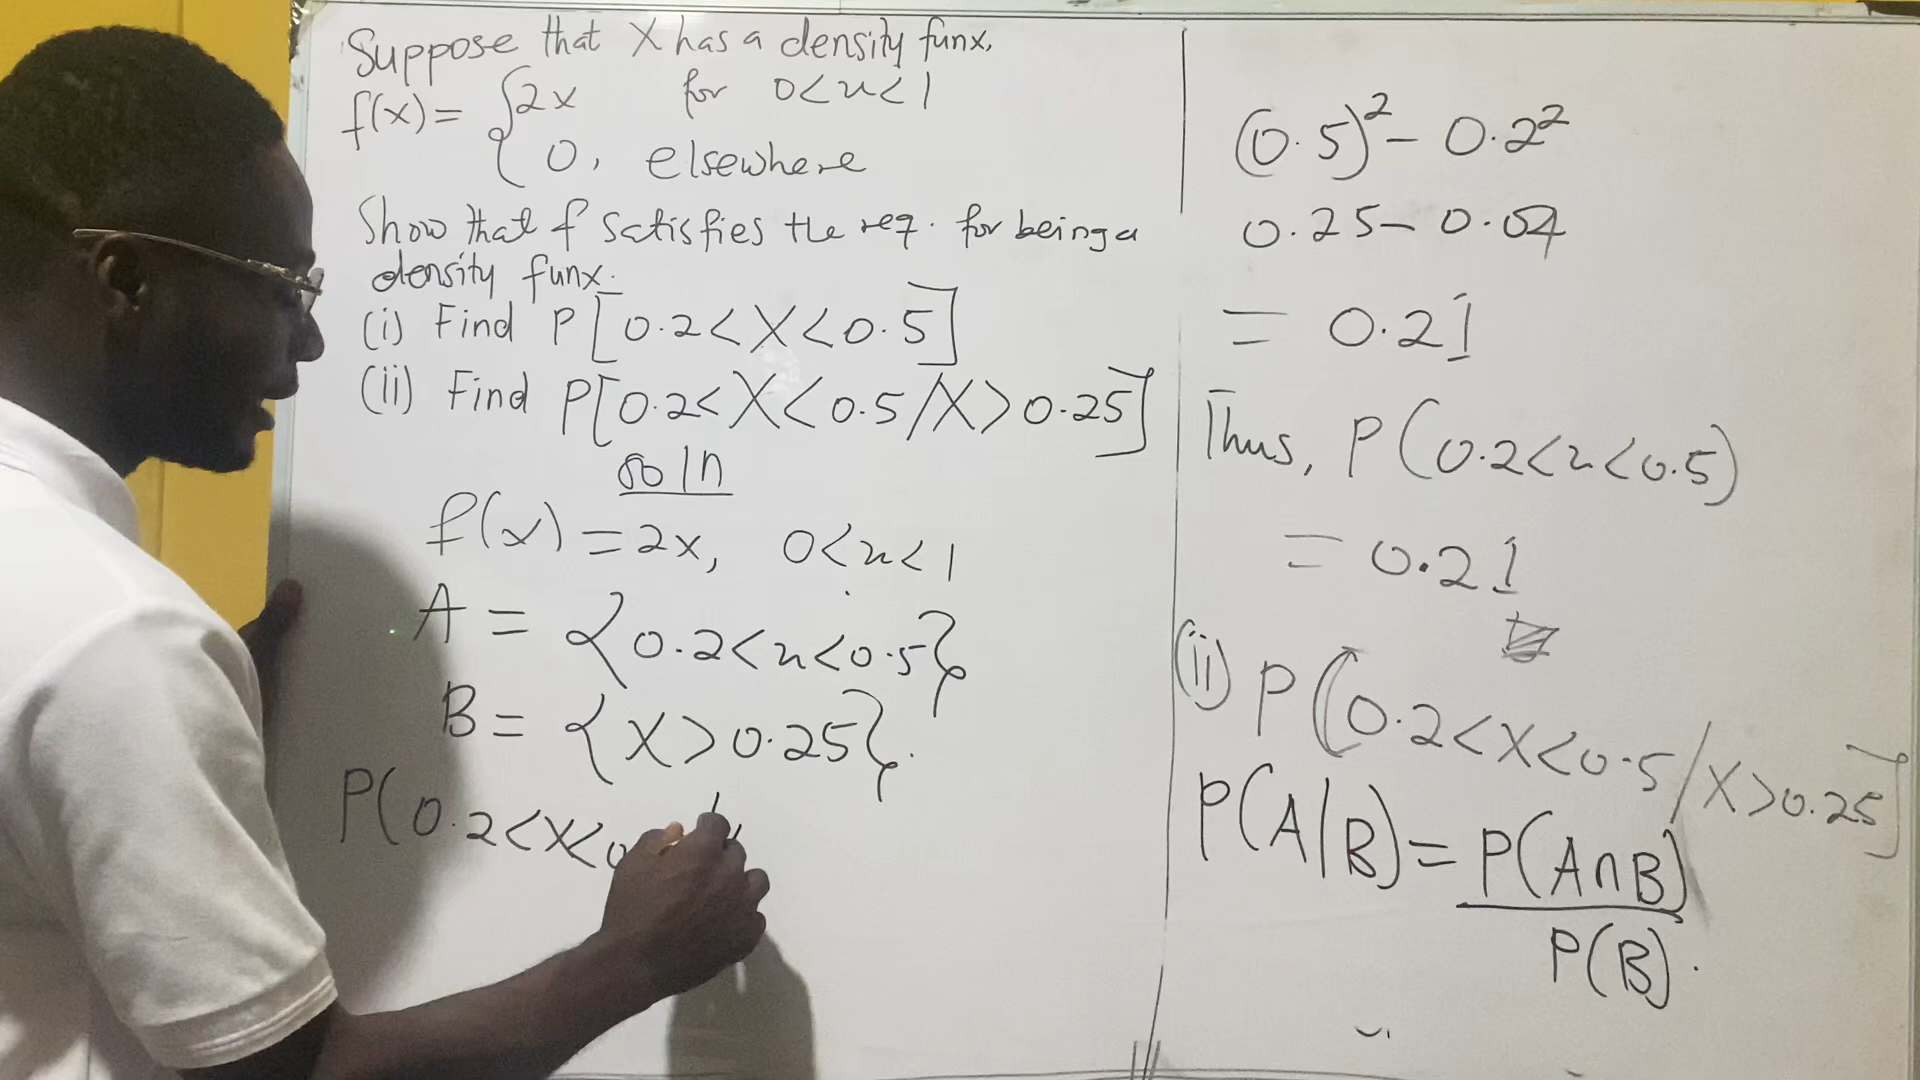 Suppose that X has a density funx.
f(x) = { 2x for 0<x<1
0, elsewhere
Show that f satisfies the req. for being a
density funx.
(i) Find P[0.2<X<0.5]
(ii) Find P[0.2<X<0.5/X>0.25]
soln
f(x) = 2x, 0<x<1
A = {0.2<x<0.5}
B = {X>0.25}.
P(0.2<X<0
(0.5)² - 0.2²
0.25 - 0.04
= 0.21
Thus, P(0.2<x<0.5)
= 0.21
(ii) P(0.2<X<0.5/X>0.25]
P(A|B) = P(A∩B)
P(B).